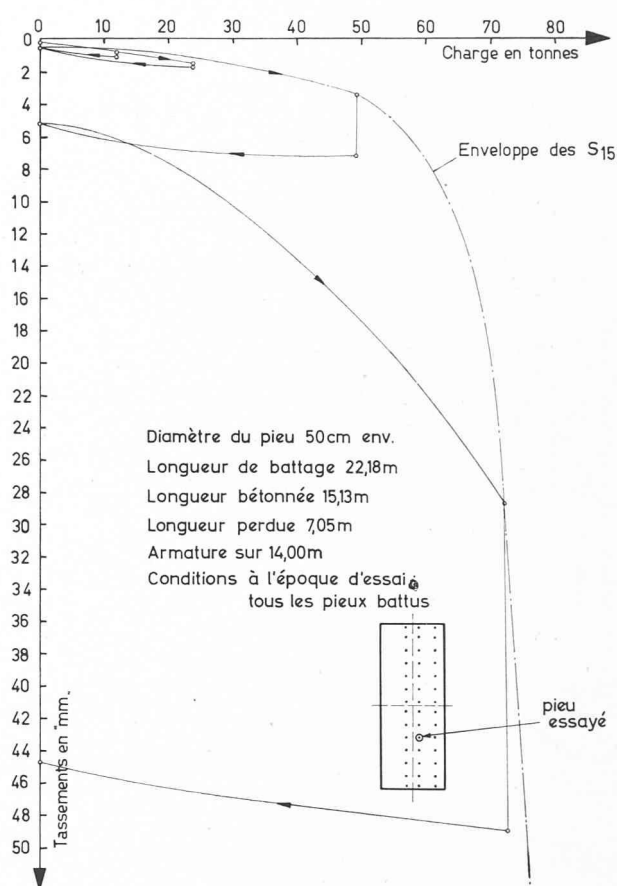 0 10 20 30 40 50 60 70 80
Charge en tonnes
0
2
4
6
8
10
12
14
16
18
20
22
24
26
28
30
32
34
36
38
40
42
44
46
48
50
Enveloppe des S15
Diamètre du pieu 50cm env.
Longueur de battage 22,18m
Longueur bétonnée 15,13m
Longueur perdue 7,05m
Armature sur 14,00m
Conditions à l'époque d'essai:
tous les pieux battus
pieu
essayé
Tassements en mm.